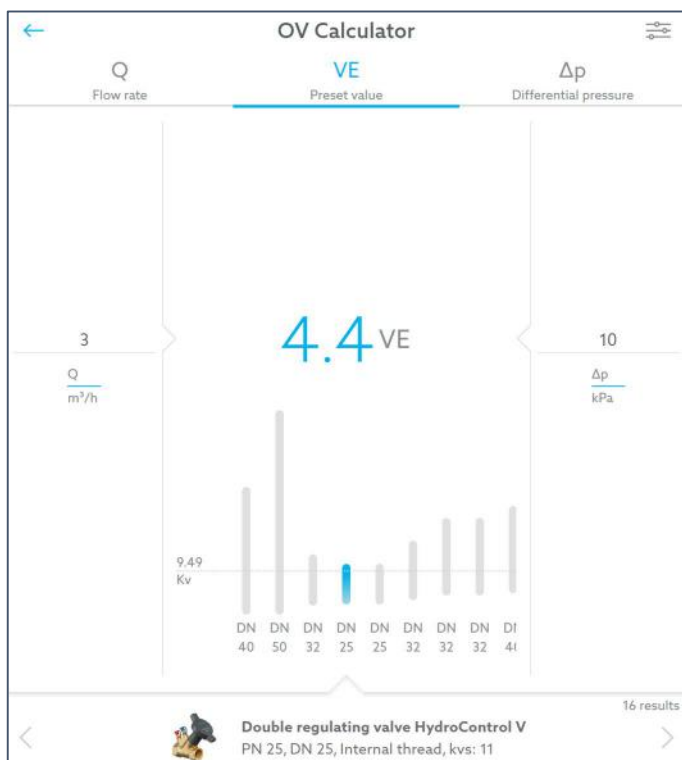 OV Calculator
Q
Flow rate
VE
Preset value
Δp
Differential pressure
3
Q
m³/h
4.4 VE
10
Δp
kPa
9.49
Kv
DN DN DN DN DN DN DN DN
40 50 32 25 25 32 32 32
16 results
Double regulating valve HydroControl V
PN 25, DN 25, Internal thread, kvs: 11